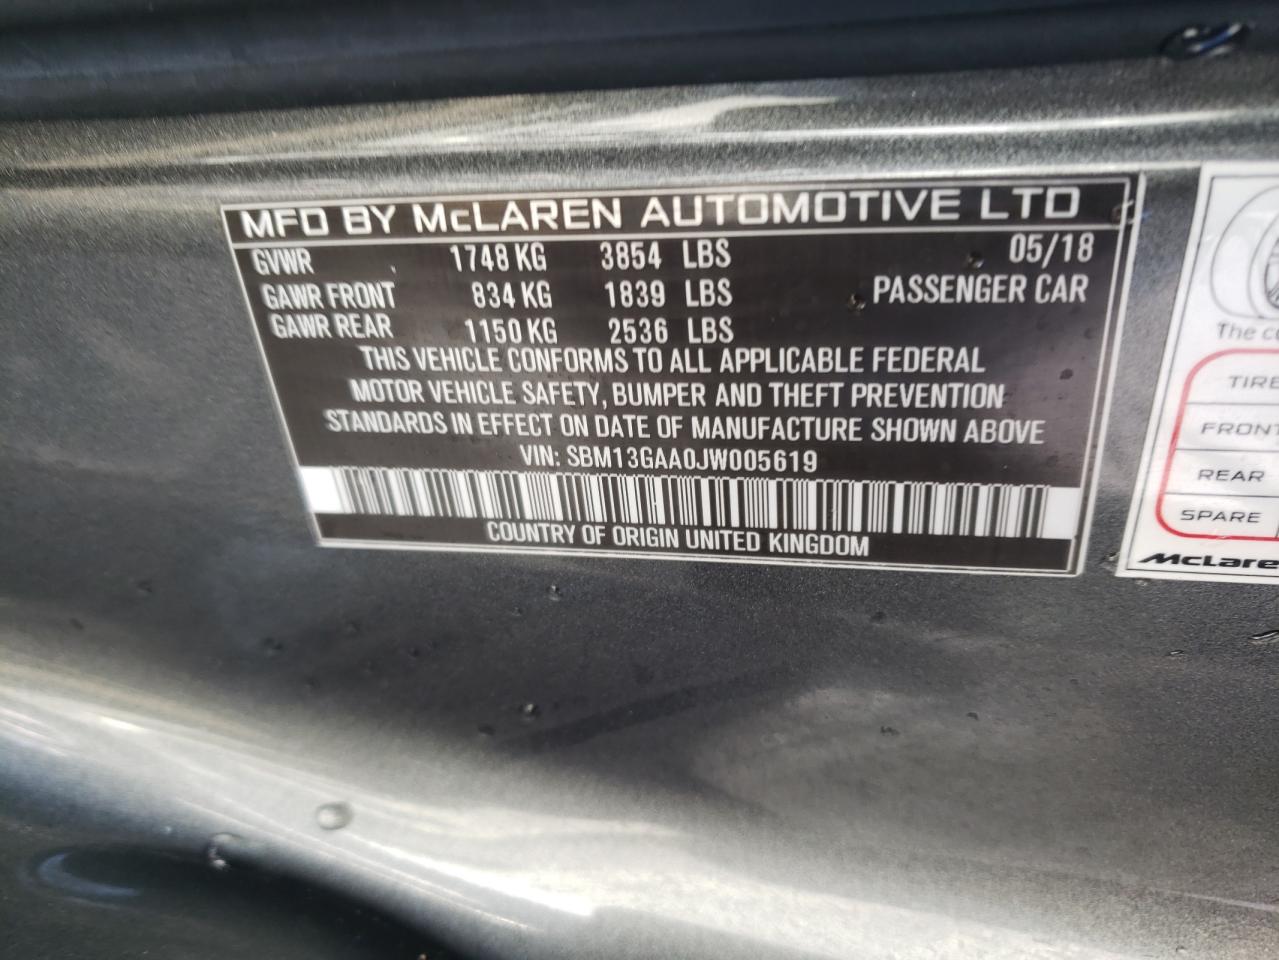 MFD BY McLAREN AUTOMOTIVE LTD
GVWR 1748 KG 3854 LBS 05/18
GAWR FRONT 834 KG 1839 LBS PASSENGER CAR
GAWR REAR 1150 KG 2536 LBS
THIS VEHICLE CONFORMS TO ALL APPLICABLE FEDERAL
MOTOR VEHICLE SAFETY, BUMPER AND THEFT PREVENTION
STANDARDS IN EFFECT ON DATE OF MANUFACTURE SHOWN ABOVE
VIN: SBM13GAA0JW005619
COUNTRY OF ORIGIN UNITED KINGDOM
The
TIRE
FRONT
REAR
SPARE
McLaren